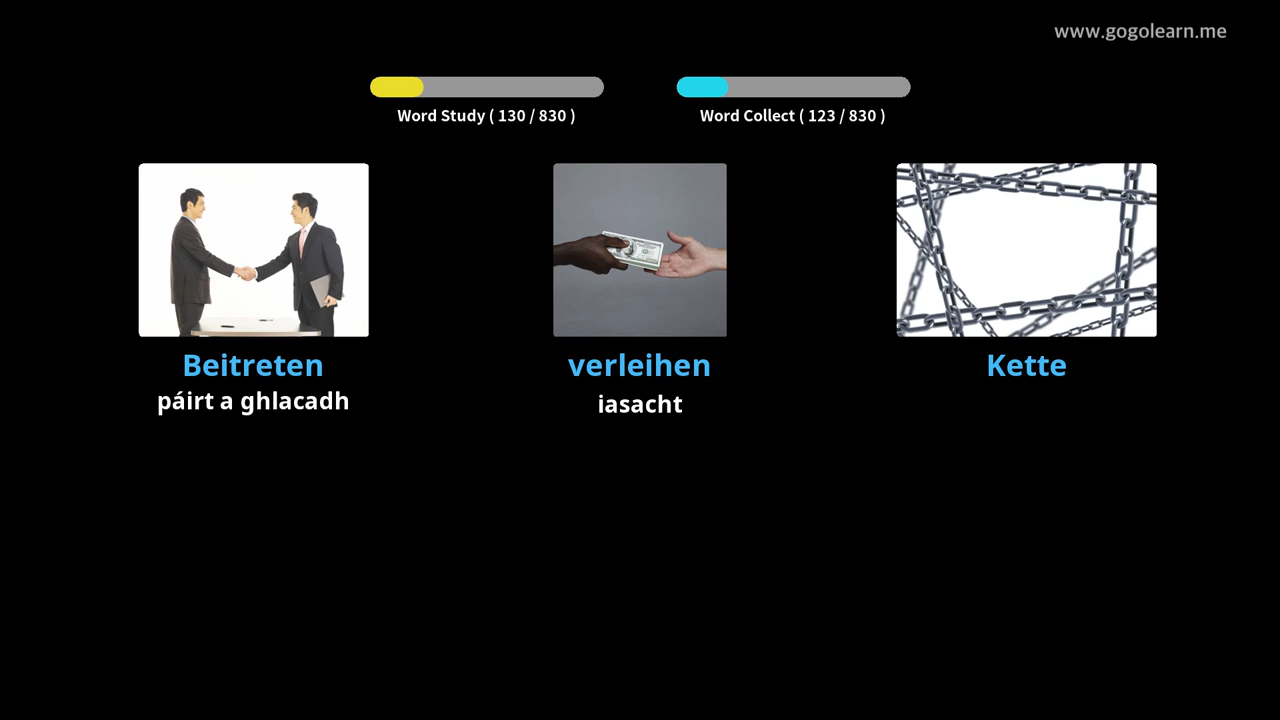 www.gogolearn.me
Word Study ( 130 / 830 )
Word Collect ( 123 / 830 )
Beitreten
páirt a ghlacadh
verleihen
iasacht
Kette